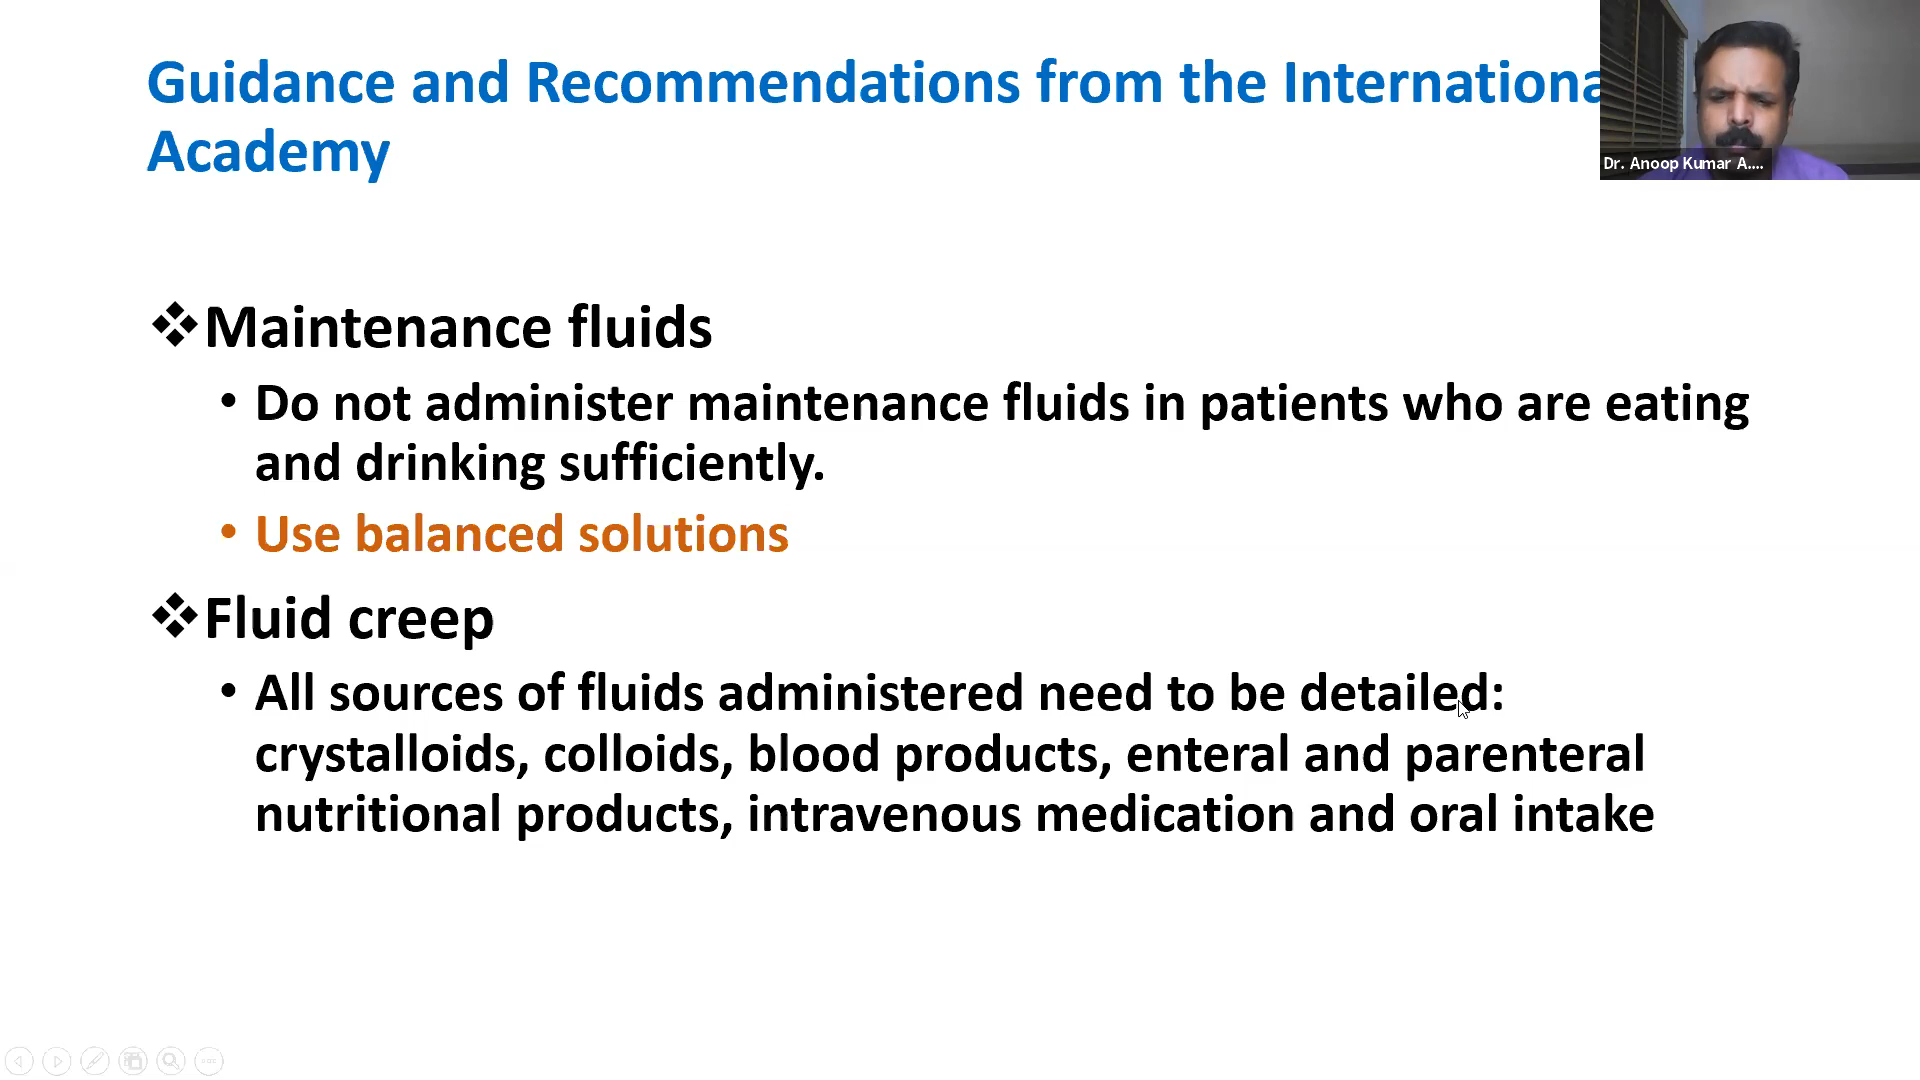 Guidance and Recommendations from the Internationa
Academy
Dr. Anoop Kumar A....
❖Maintenance fluids
• Do not administer maintenance fluids in patients who are eating
and drinking sufficiently.
• Use balanced solutions
❖Fluid creep
• All sources of fluids administered need to be detailed:
crystalloids, colloids, blood products, enteral and parenteral
nutritional products, intravenous medication and oral intake